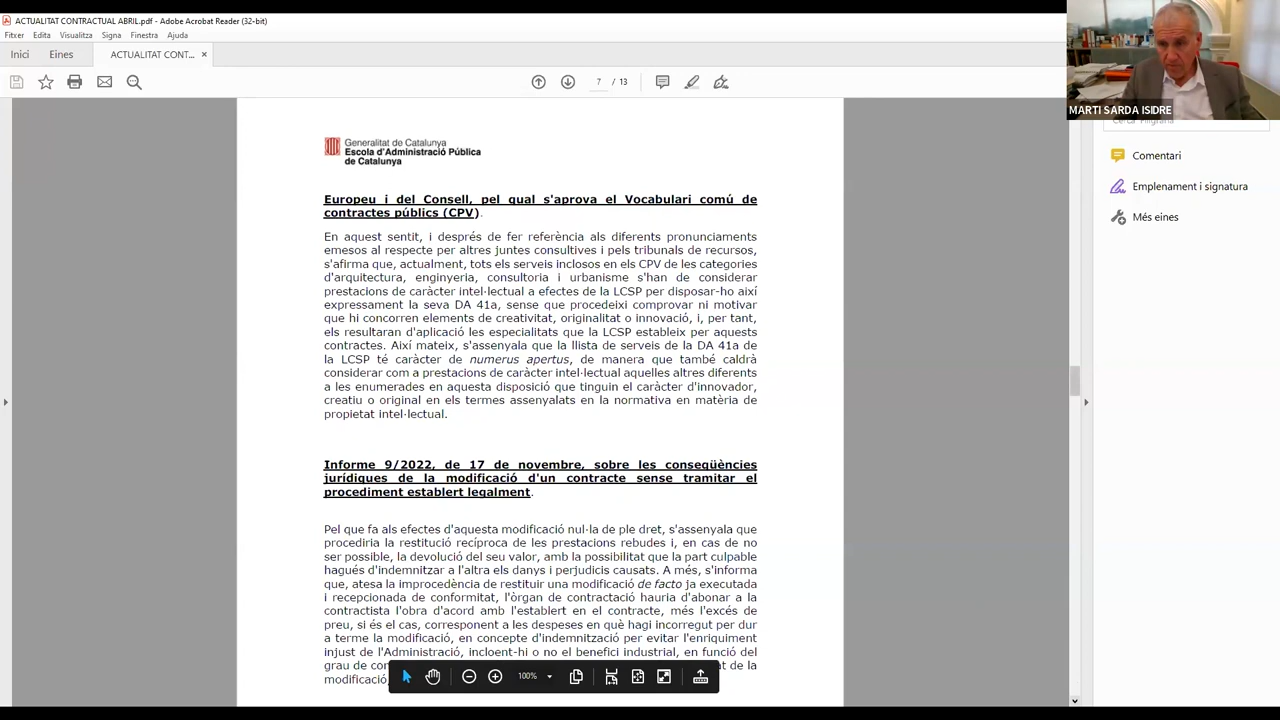 ACTUALITAT CONTRACTUAL ABRIL.pdf - Adobe Acrobat Reader (32-bit)
Fitxer Edita Visualitza Signa Finestra Ajuda
Inici Eines ACTUALITAT CONT... ×
7 / 13
MARTI SARDA ISIDRE
Cerca 'Filigrana'
Comentari
Emplenament i signatura
Més eines
Generalitat de Catalunya
Escola d'Administració Pública
de Catalunya
Europeu i del Consell, pel qual s'aprova el Vocabulari comú de
contractes públics (CPV).
En aquest sentit, i després de fer referència als diferents pronunciaments
emesos al respecte per altres juntes consultives i pels tribunals de recursos,
s'afirma que, actualment, tots els serveis inclosos en els CPV de les categories
d'arquitectura, enginyeria, consultoria i urbanisme s'han de considerar
prestacions de caràcter intel·lectual a efectes de la LCSP per disposar-ho així
expressament la seva DA 41a, sense que procedeixi comprovar ni motivar
que hi concorren elements de creativitat, originalitat o innovació, i, per tant,
els resultaran d'aplicació les especialitats que la LCSP estableix per aquests
contractes. Així mateix, s'assenyala que la llista de serveis de la DA 41a de
la LCSP té caràcter de numerus apertus, de manera que també caldrà
considerar com a prestacions de caràcter intel·lectual aquelles altres diferents
a les enumerades en aquesta disposició que tinguin el caràcter d'innovador,
creatiu o original en els termes assenyalats en la normativa en matèria de
propietat intel·lectual.
Informe 9/2022, de 17 de novembre, sobre les conseqüències
jurídiques de la modificació d'un contracte sense tramitar el
procediment establert legalment.
Pel que fa als efectes d'aquesta modificació nul·la de ple dret, s'assenyala que
procediria la restitució recíproca de les prestacions rebudes i, en cas de no
ser possible, la devolució del seu valor, amb la possibilitat que la part culpable
hagués d'indemnitzar a l'altra els danys i perjudicis causats. A més, s'informa
que, atesa la improcedència de restituir una modificació de facto ja executada
i recepcionada de conformitat, l'òrgan de contractació hauria d'abonar a la
contractista l'obra d'acord amb l'establert en el contracte, més l'excés de
preu, si és el cas, corresponent a les despeses en què hagi incorregut per dur
a terme la modificació, en concepte d'indemnització per evitar l'enriquiment
injust de l'Administració, incloent-hi o no el benefici industrial, en funció del
grau de de la
modificació
100%